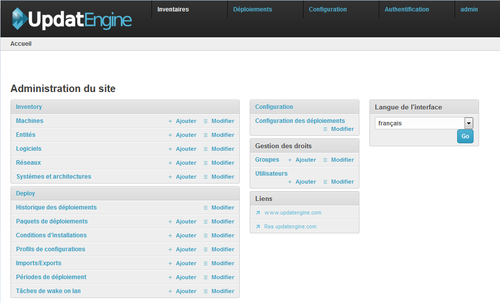 UpdatEngine
Inventaires
Déploiements
Configuration
Authentification
admin
Accueil
Administration du site
Inventory
Machines + Ajouter Modifier
Entités + Ajouter Modifier
Logiciels + Ajouter Modifier
Réseaux + Ajouter Modifier
Systèmes et architectures + Ajouter Modifier
Deploy
Historique des déploiements Modifier
Paquets de déploiements + Ajouter Modifier
Conditions d'installations + Ajouter Modifier
Profils de configurations + Ajouter Modifier
Imports/Exports + Ajouter Modifier
Périodes de déploiement + Ajouter Modifier
Tâches de wake on lan + Ajouter Modifier
Configuration
Configuration des déploiements
Modifier
Gestion des droits
Groupes + Ajouter Modifier
Utilisateurs
+ Ajouter Modifier
Liens
www.updatengine.com
Ras updatengine.com
Langue de l'interface
français
Go